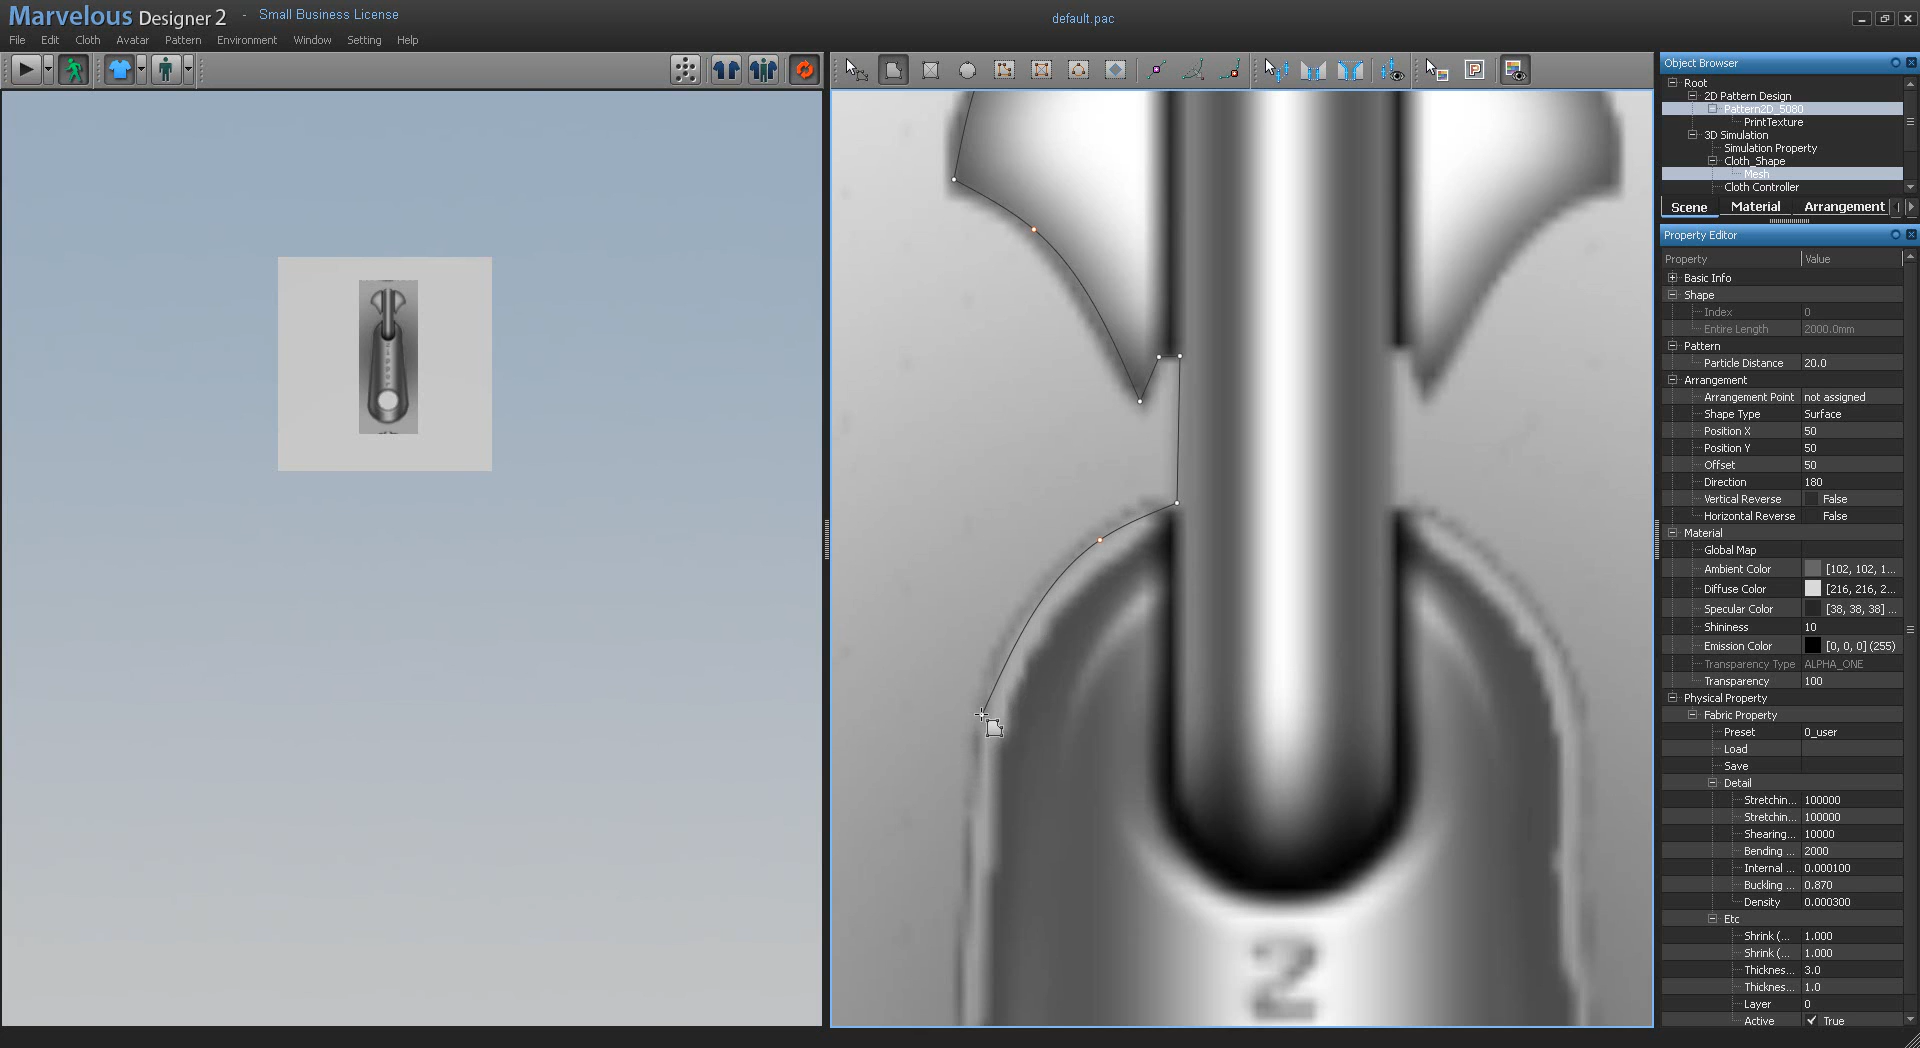 Marvelous Designer 2 - Small Business License
default.pac
File Edit Cloth Avatar Pattern Environment Window Setting Help
Object Browser
Root
2D Pattern Design
Pattern2D_5080
PrintTexture
3D Simulation
Simulation Property
Cloth_Shape
Mesh
Cloth Controller
Scene Material Arrangement
Property Editor
Property Value
Basic Info
Shape
Index 0
Entire Length 2000.0mm
Pattern
Particle Distance 20.0
Arrangement
Arrangement Point not assigned
Shape Type Surface
Position X 50
Position Y 50
Offset 50
Direction 180
Vertical Reverse False
Horizontal Reverse False
Material
Global Map
Ambient Color [102, 102, 1...
Diffuse Color [216, 216, 2...
Specular Color [38, 38, 38] ...
Shininess 10
Emission Color [0, 0, 0] (255)
Transparency Type ALPHA_ONE
Transparency 100
Physical Property
Fabric Property
Preset 0_user
Load
Save
Detail
Stretchin... 100000
Stretchin... 100000
Shearing... 10000
Bending ... 2000
Internal ... 0.000100
Buckling ... 0.870
Density 0.000300
Etc
Shrink (... 1.000
Shrink (... 1.000
Thicknes... 3.0
Thicknes... 1.0
Layer 0
Active True
P
2